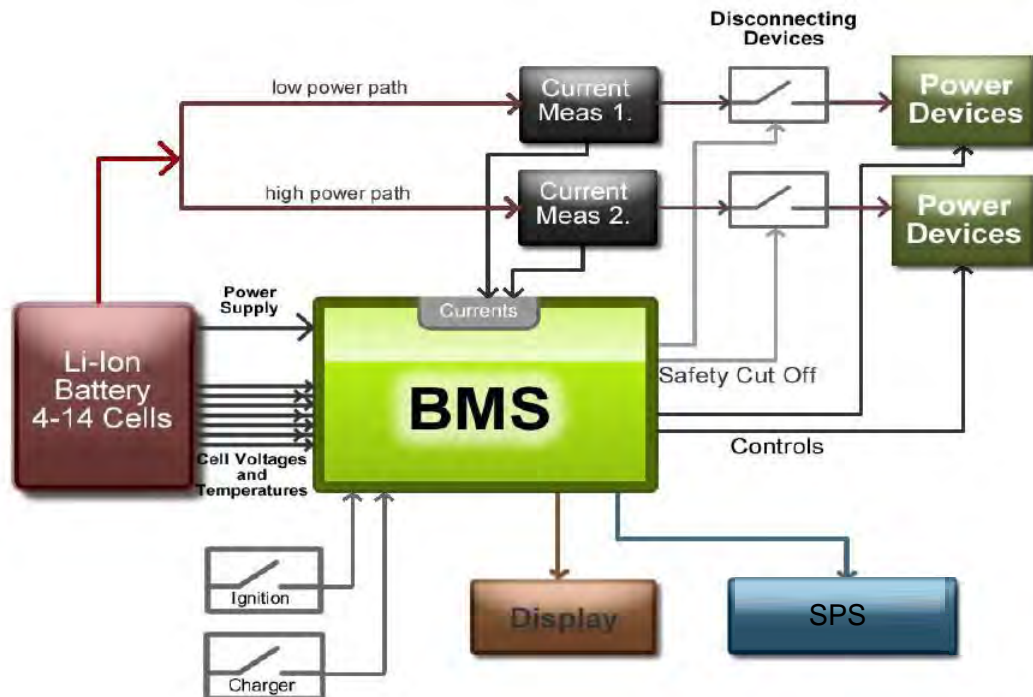 Disconnecting
Devices
low power path
Current
Meas 1.
Power
Devices
high power path
Current
Meas 2.
Power
Devices
Power
Supply
Currents
Li-Ion
Battery
4-14 Cells
BMS
Safety Cut Off
Controls
Cell Voltages
and
Temperatures
Ignition
Charger
Display
SPS